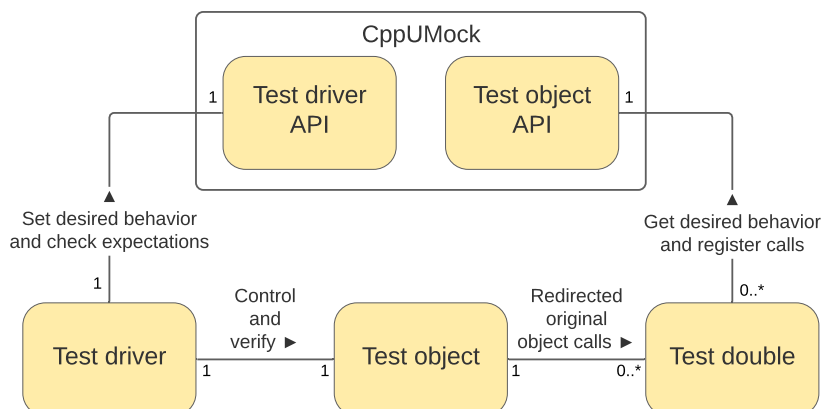 CppUMock
1
Test driver
API
Test object
API
1
▲
Set desired behavior
and check expectations
1
▲
Get desired behavior
and register calls
0..*
Control
and
verify ►
Redirected
original
object calls ►
Test driver
1
1
Test object
1
0..*
Test double